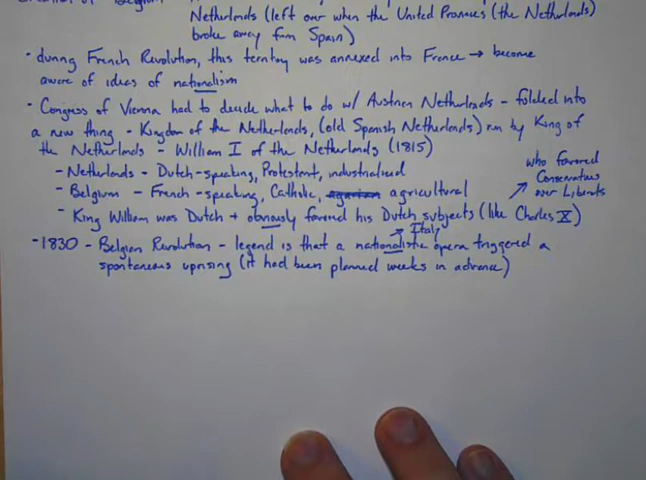 Netherlands (left over when the United Provinces (the Netherlands)
broke away from Spain)
• during French Revolution, this territory was annexed into France → become
aware of ideas of nationalism
• Congress of Vienna had to decide what to do w/ Austrian Netherlands - folded into
a new thing - Kingdom of the Netherlands, (old Spanish Netherlands) run by King of
the Netherlands - William I of the Netherlands (1815)
- Netherlands - Dutch-speaking, Protestant, industrialized
- Belgium - French-speaking, Catholic, agrarian agricultural
who favored
Conservatives
over Liberals
- King William was Dutch + obviously favored his Dutch subjects (like Charles X)
Italy
- 1830 - Belgian Revolution - legend is that a nationalistic opera triggered a
spontaneous uprising (it had been planned weeks in advance)